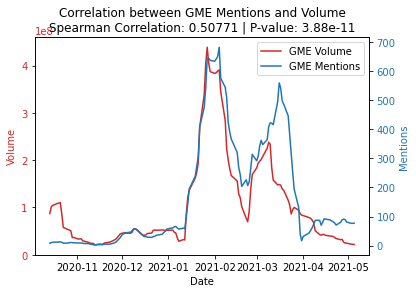 Correlation between GME Mentions and Volume
Spearman Correlation: 0.50771 | P-value: 3.88e-11
1e8
GME Volume
GME Mentions
4
3
2
1
0
Volume
700
600
500
400
300
200
100
0
Mentions
2020-11 2020-12 2021-01 2021-02 2021-03 2021-04 2021-05
Date